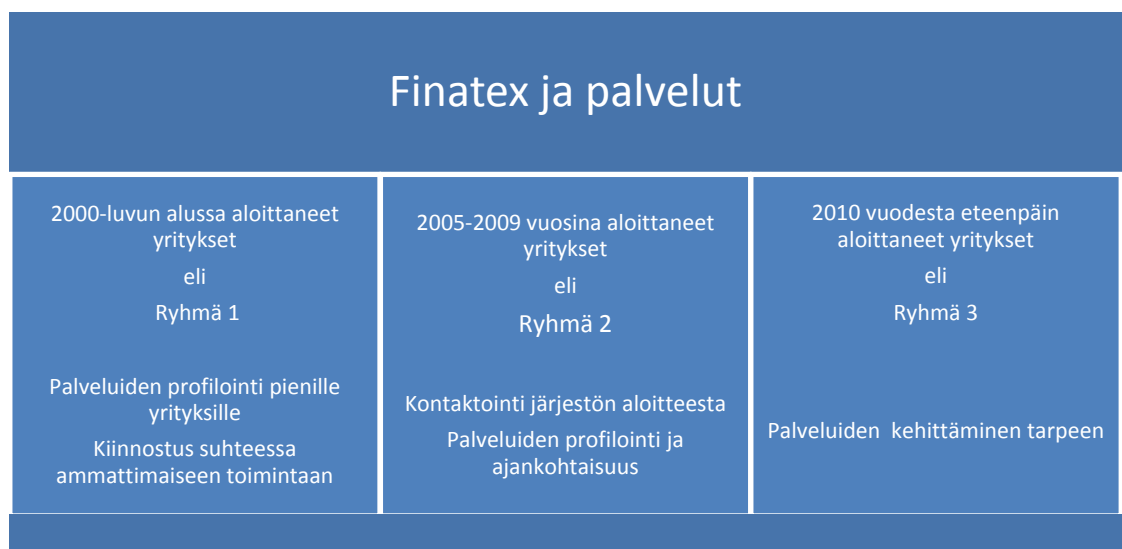 Finatex ja palvelut
2000-luvun alussa aloittaneet
yritykset
eli
Ryhmä 1
Palveluiden profilointi pienille
yrityksille
Kiinnostus suhteessa
ammattimaiseen toimintaan
2005-2009 vuosina aloittaneet
yritykset
eli
Ryhmä 2
Kontaktointi järjestön aloitteesta
Palveluiden profilointi ja
ajankohtaisuus
2010 vuodesta eteenpäin
aloittaneet yritykset
eli
Ryhmä 3
Palveluiden kehittäminen tarpeen